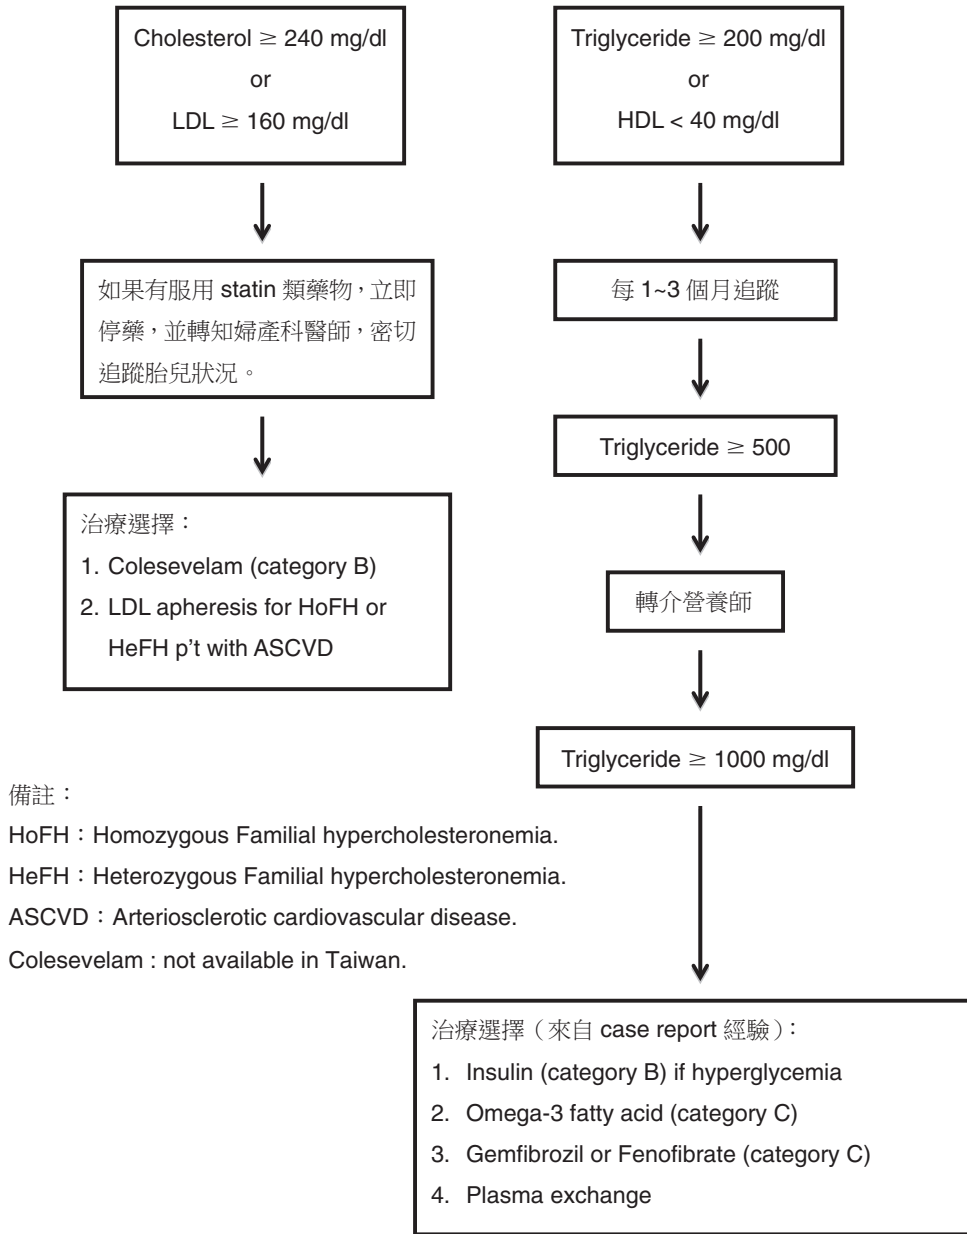 Cholesterol ≥ 240 mg/dl
or
LDL ≥ 160 mg/dl
如果有服用 statin 類藥物，立即
停藥，並轉知婦產科醫師，密切
追蹤胎兒狀況。
治療選擇：
1. Colesevelam (category B)
2. LDL apheresis for HoFH or
HeFH p't with ASCVD
Triglyceride ≥ 200 mg/dl
or
HDL < 40 mg/dl
每 1~3 個月追蹤
Triglyceride ≥ 500
轉介營養師
Triglyceride ≥ 1000 mg/dl
備註：
HoFH：Homozygous Familial hypercholesteronemia.
HeFH：Heterozygous Familial hypercholesteronemia.
ASCVD：Arteriosclerotic cardiovascular disease.
Colesevelam : not available in Taiwan.
治療選擇（來自 case report 經驗）：
1. Insulin (category B) if hyperglycemia
2. Omega-3 fatty acid (category C)
3. Gemfibrozil or Fenofibrate (category C)
4. Plasma exchange